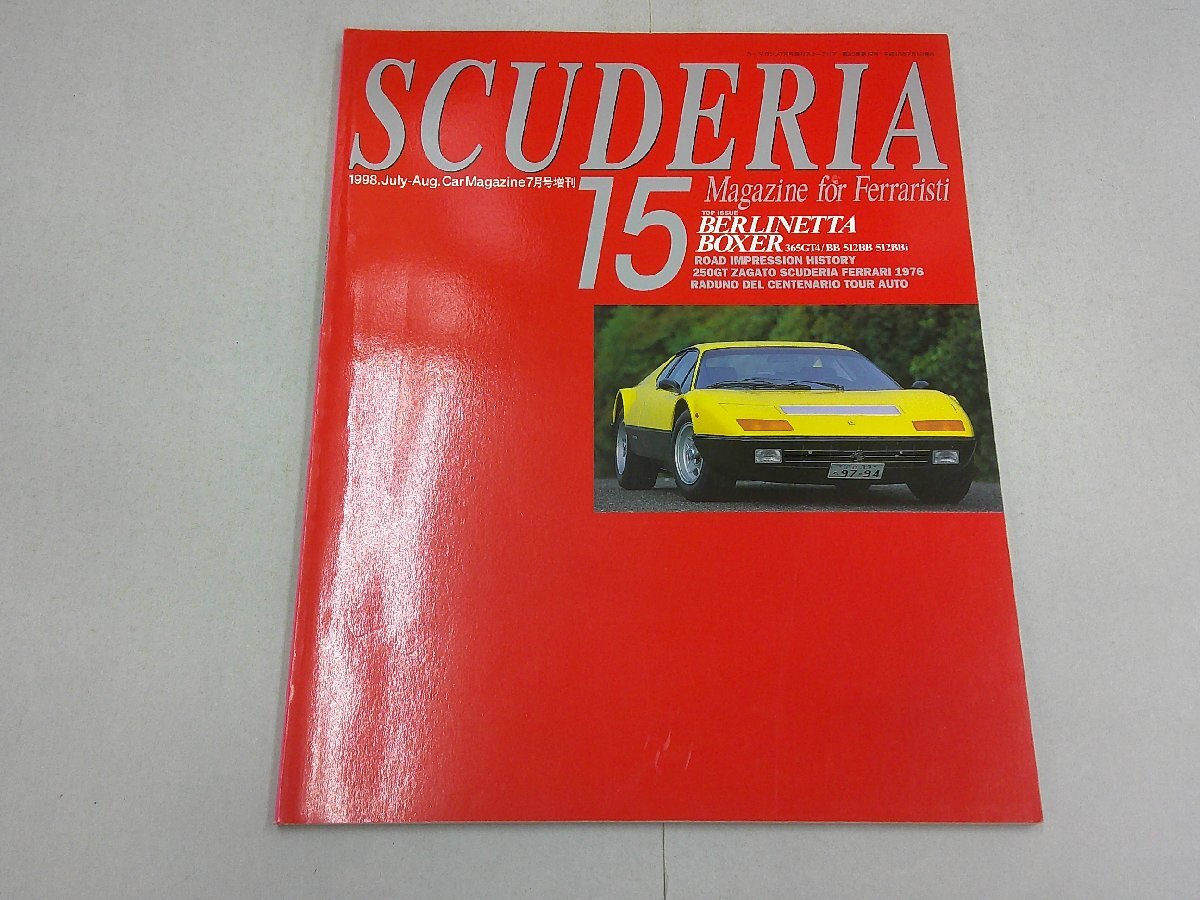 SCUDERIA
1998.July-Aug.CarMagazine7月号増刊
15
Magazine for Ferraristi
TOP ISSUE
BERLINETTA
BOXER 365GT4/BB 512BB 512BBi
ROAD IMPRESSION HISTORY
250GT ZAGATO SCUDERIA FERRARI 1976
RADUNO DEL CENTENARIO TOUR AUTO
97-94